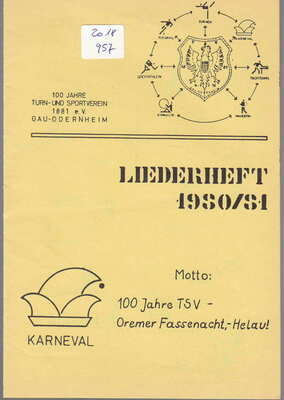 2018
957
TURNEN
100 JAHRE
TURN-UND SPORTVEREIN
1881 e.V.
GAU-ODERNHEIM
LIEDERHEFT
1980/81
Motto:
100 Jahre TSV -
Oremer Fassenacht,-Helau!
KARNEVAL